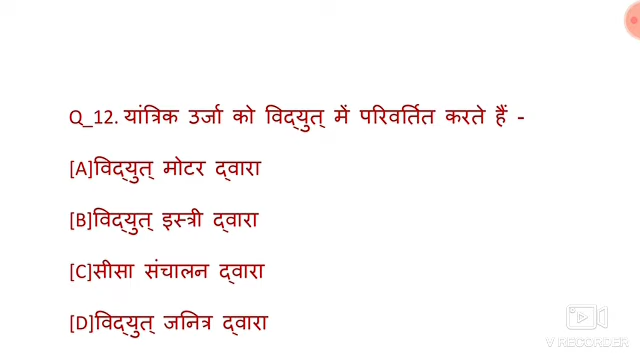 Q_12. यांत्रिक उर्जा को विद्‌युत् में परिवर्तित करते हैं -
[A]विद्‌युत् मोटर द्‌वारा
[B]विद्‌युत् इस्त्री द्‌वारा
[C]सीसा संचालन द्‌वारा
[D]विद्‌युत् जनित्र द्‌वारा
V RECORDER